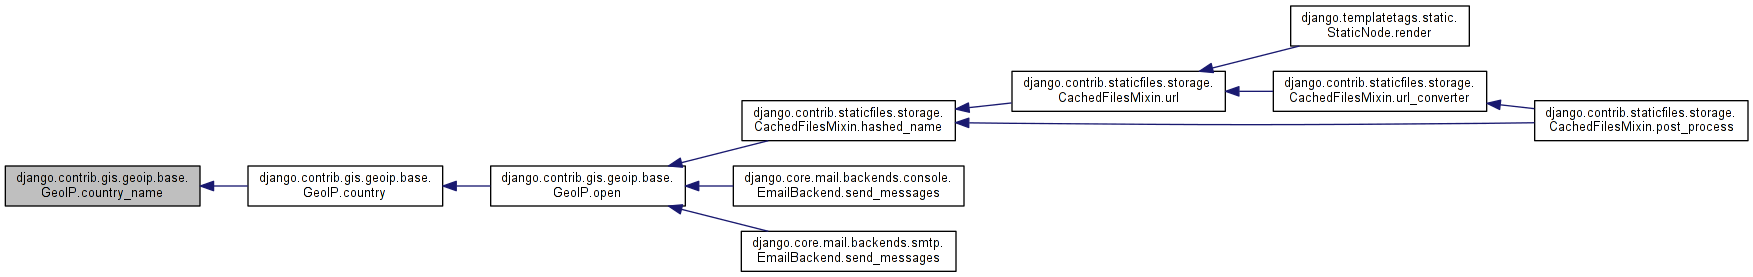 django.templatetags.static.
StaticNode.render
django.contrib.staticfiles.storage.
CachedFilesMixin.url
django.contrib.staticfiles.storage.
CachedFilesMixin.url_converter
django.contrib.staticfiles.storage.
CachedFilesMixin.hashed_name
django.contrib.staticfiles.storage.
CachedFilesMixin.post_process
django.contrib.gis.geoip.base.
GeoIP.country_name
django.contrib.gis.geoip.base.
GeoIP.country
django.contrib.gis.geoip.base.
GeoIP.open
django.core.mail.backends.console.
EmailBackend.send_messages
django.core.mail.backends.smtp.
EmailBackend.send_messages